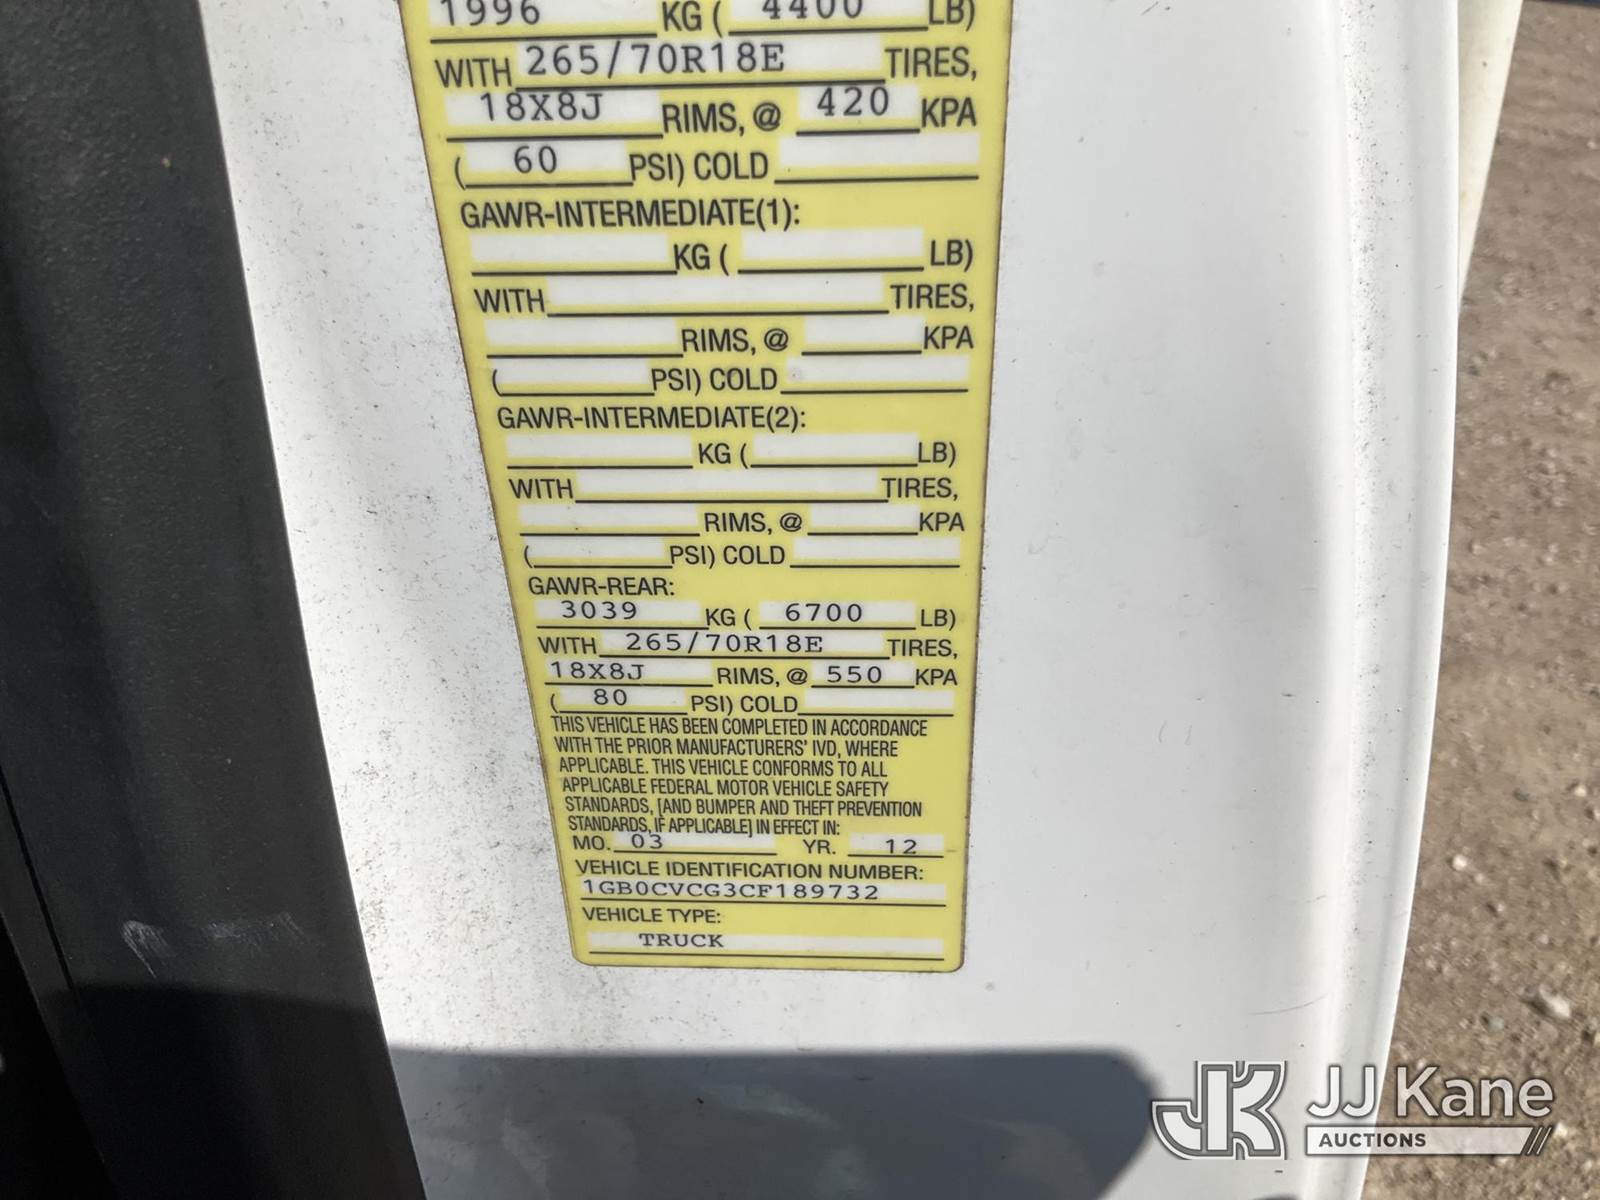 1996 KG ( 4400 LB)
WITH 265/70R18E TIRES,
18X8J RIMS, @ 420 KPA
( 60 PSI) COLD
GAWR-INTERMEDIATE(1):
KG ( LB)
WITH TIRES,
RIMS, @ KPA
( PSI) COLD
GAWR-INTERMEDIATE(2):
KG ( LB)
WITH TIRES,
RIMS, @ KPA
( PSI) COLD
GAWR-REAR:
3039 KG ( 6700 LB)
WITH 265/70R18E TIRES,
18X8J RIMS, @ 550 KPA
( 80 PSI) COLD
THIS VEHICLE HAS BEEN COMPLETED IN ACCORDANCE
WITH THE PRIOR MANUFACTURERS' IVD, WHERE
APPLICABLE. THIS VEHICLE CONFORMS TO ALL
APPLICABLE FEDERAL MOTOR VEHICLE SAFETY
STANDARDS, [AND BUMPER AND THEFT PREVENTION
STANDARDS, IF APPLICABLE] IN EFFECT IN:
MO. 03 YR. 12
VEHICLE IDENTIFICATION NUMBER:
1GB0CVCG3CF189732
VEHICLE TYPE:
TRUCK
JK JJ Kane
AUCTIONS